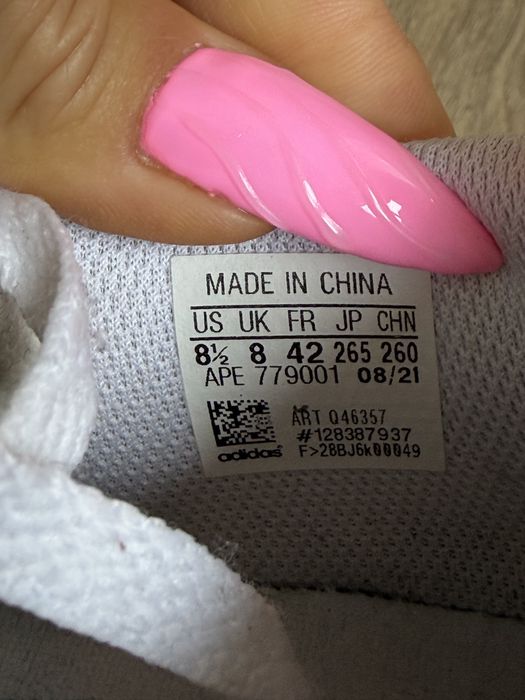 MADE IN CHINA
US UK FR JP CHN
8½ 8 42 265 260
APE 779001 08/21
ART Q46357
#128387937
adidas F>28BJ6k00049